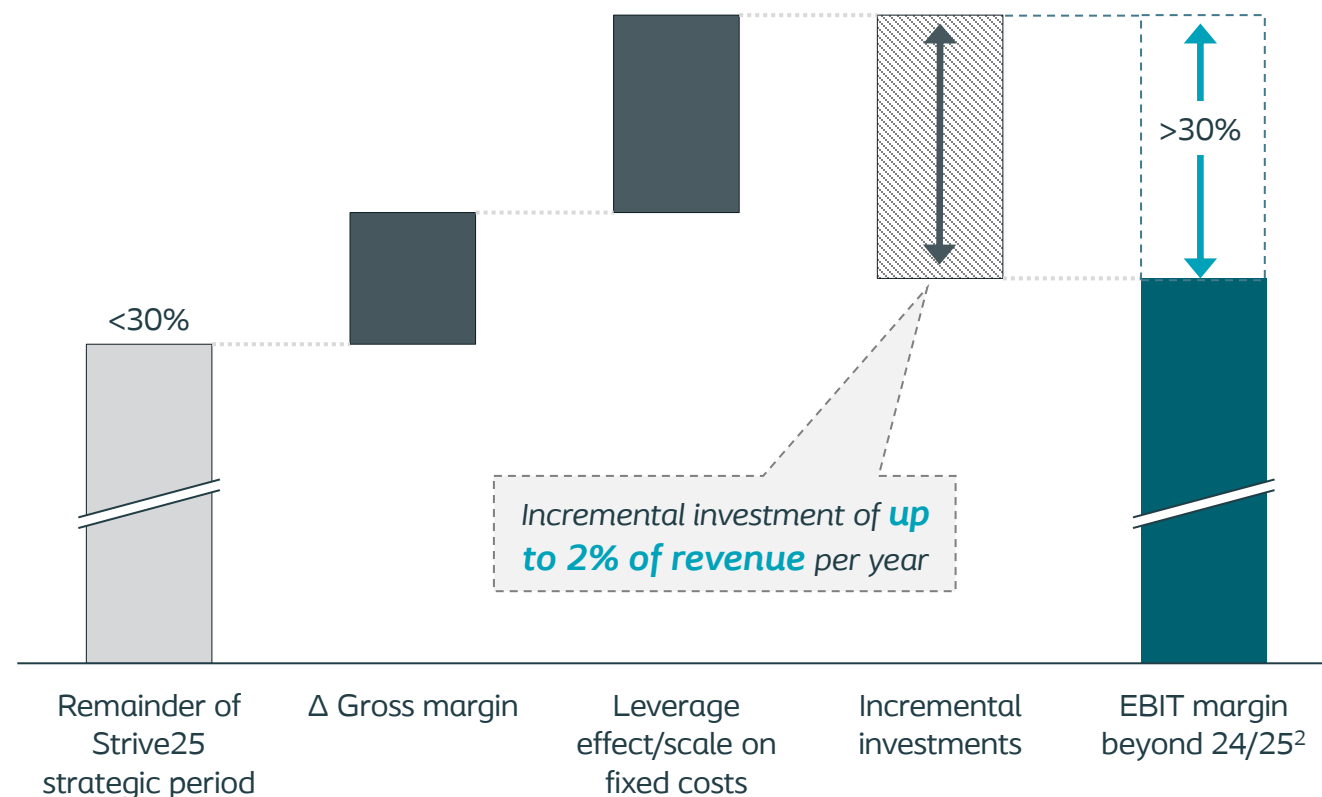 >30%
<30%
Incremental investment of up
to 2% of revenue per year
Remainder of
Strive25
strategic period
Δ Gross margin
Leverage
effect/scale on
fixed costs
Incremental
investments
EBIT margin
beyond 24/25²